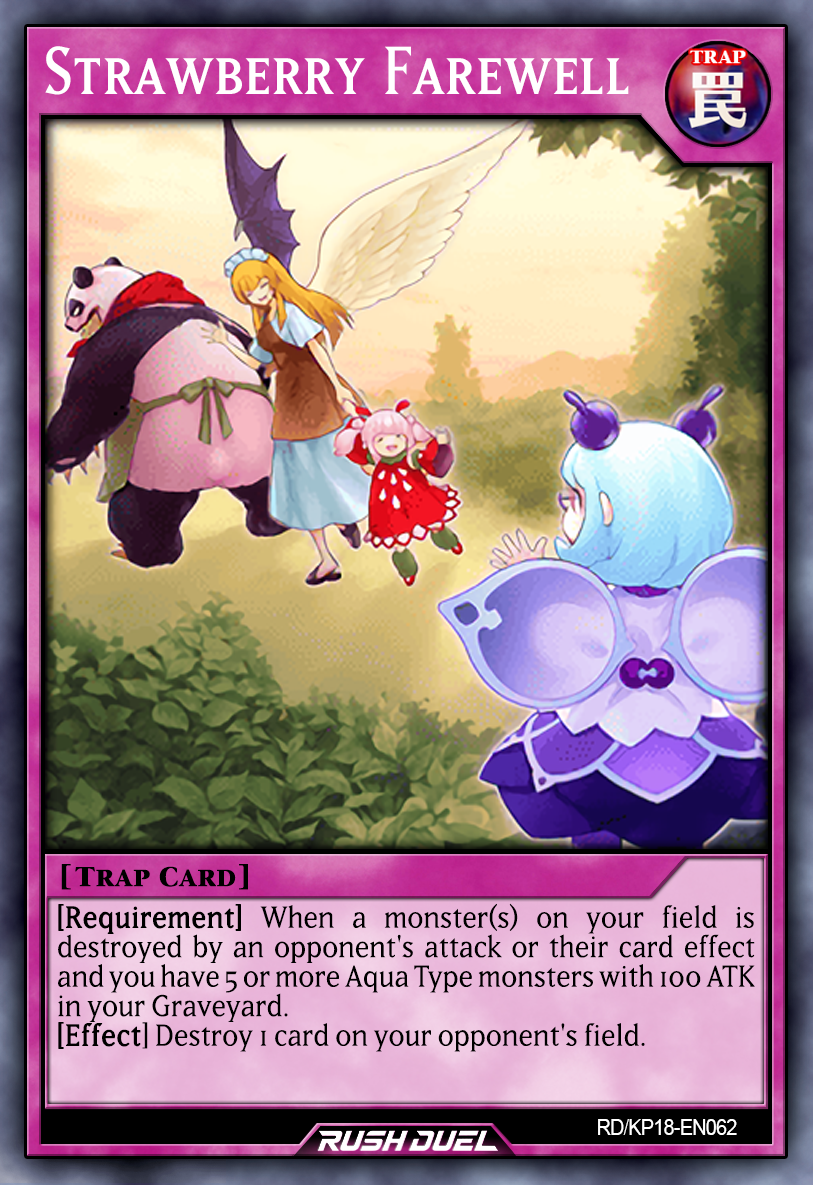 Strawberry Farewell
TRAP
罠
[Trap Card]
[Requirement] When a monster(s) on your field is
destroyed by an opponent's attack or their card effect
and you have 5 or more Aqua Type monsters with 100 ATK
in your Graveyard.
[Effect] Destroy 1 card on your opponent's field.
RD/KP18-EN062
RUSH DUEL